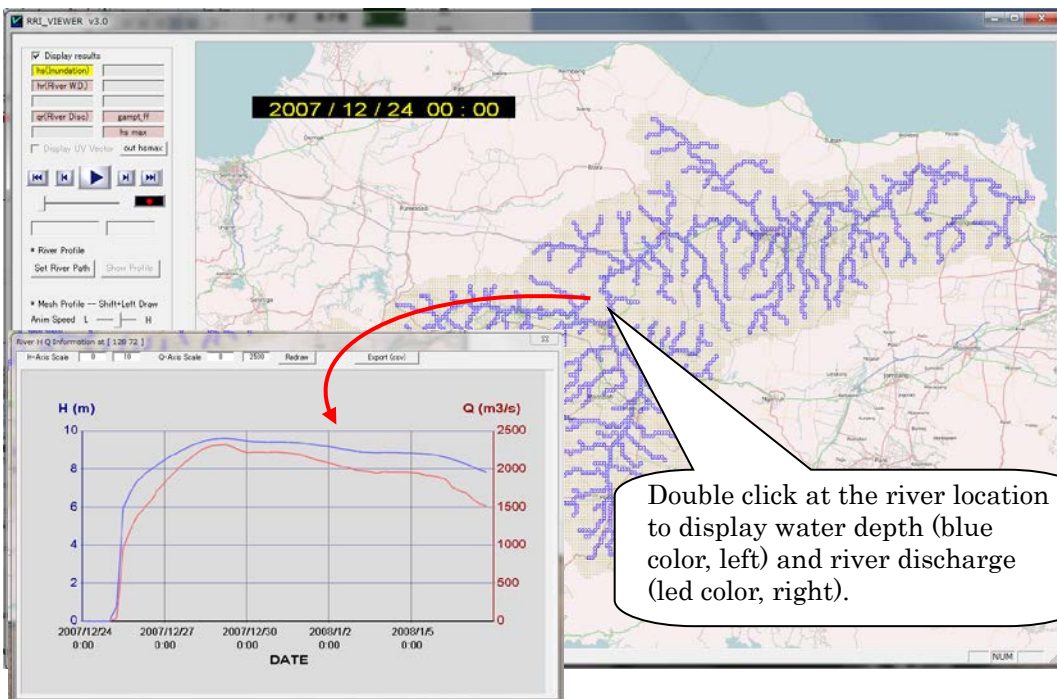 RRI_VIEWER v3.0
Display results
hs(Inundation)
hr(River W.D.)
qr(River Disc) gampt_ff
hs max
Display UV Vector out hsmax
* River Profile
Set River Path Show Profile
* Mesh Profile -- Shift+Left Draw
Anim Speed L H
2007 / 12 / 24 00 : 00
River H Q Information at [ 128 72 ]
H-Axis Scale 0 10 Q-Axis Scale 0 2500 Redraw Export (csv)
H (m) Q (m3/s)
10 2500
8 2000
6 1500
4 1000
2 500
0 0
2007/12/24 2007/12/27 2007/12/30 2008/1/2 2008/1/5
0:00 0:00 0:00 0:00 0:00
DATE
Double click at the river location
to display water depth (blue
color, left) and river discharge
(led color, right).
NUM